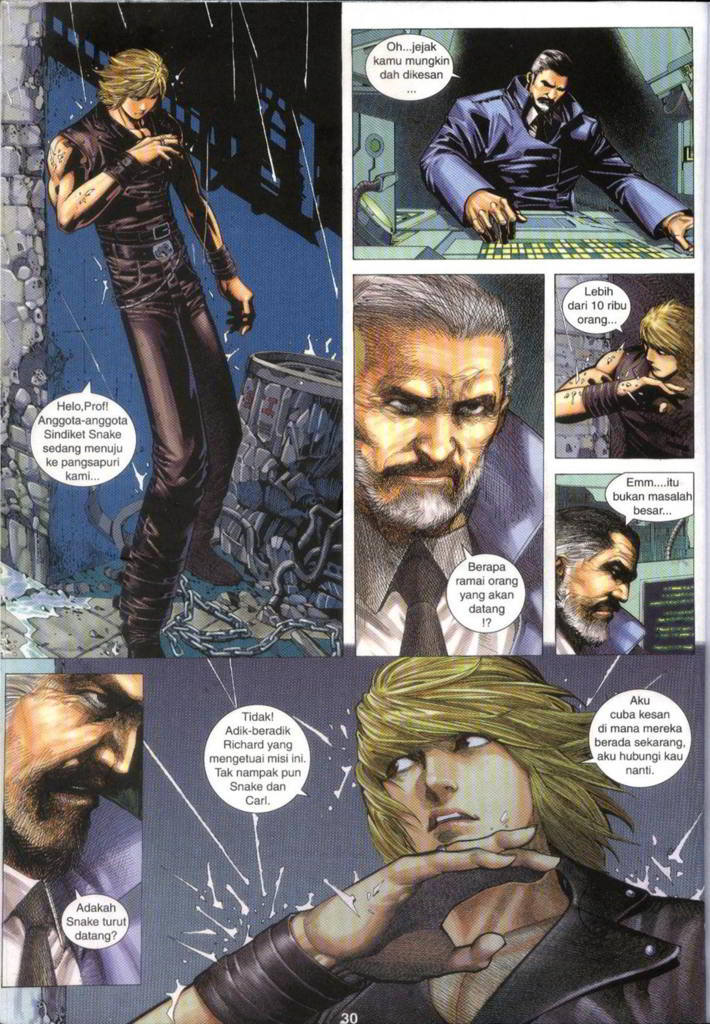 Helo,Prof!
Anggota-anggota
Sindiket Snake
sedang menuju
ke pangsapuri
kami...
Oh...jejak
kamu mungkin
dah dikesan
...
Berapa
ramai orang
yang akan
datang
!?
Lebih
dari 10 ribu
orang...
Emm....itu
bukan masalah
besar...
Adakah
Snake turut
datang?
Tidak!
Adik-beradik
Richard yang
mengetuai misi ini.
Tak nampak pun
Snake dan
Carl.
Aku
cuba kesan
di mana mereka
berada sekarang,
aku hubungi kau
nanti.
30